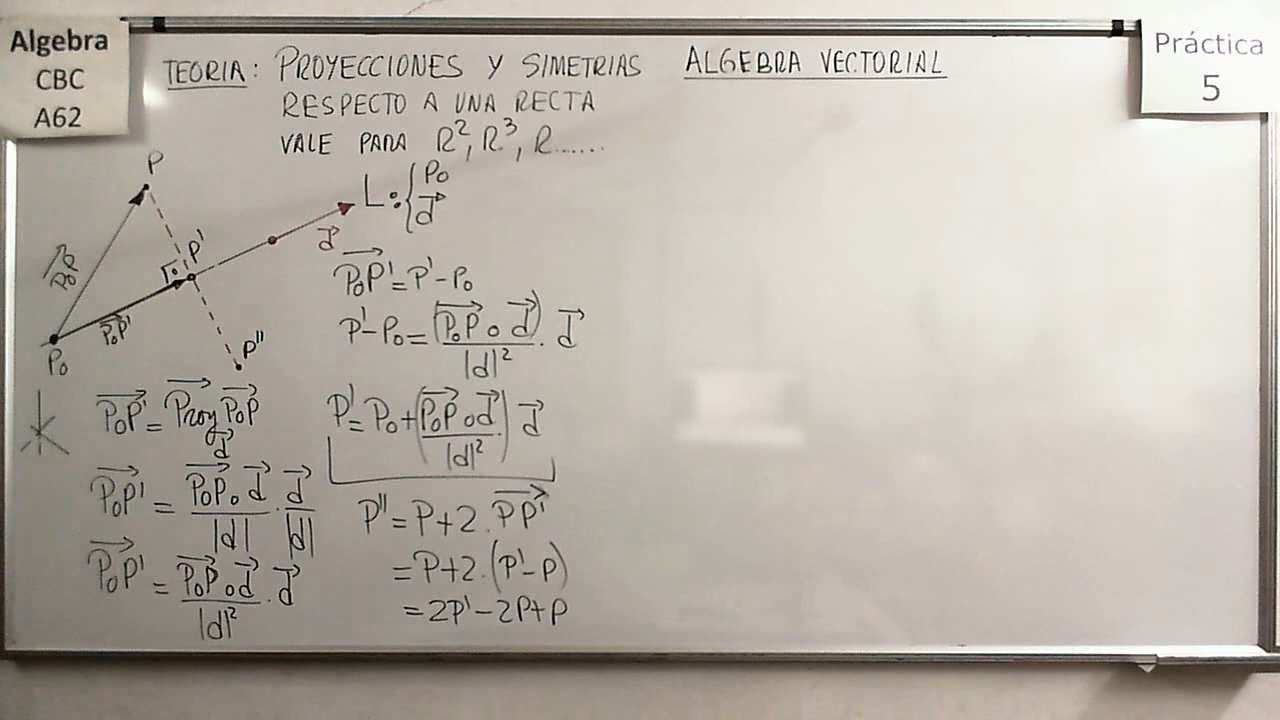 Algebra
CBC
A62
Práctica
5
TEORIA: PROYECCIONES Y SIMETRIAS ALGEBRA VECTORIAL
RESPECTO A UNA RECTA
VALE PARA R², R³, R......
P
P₀P→
P'
P₀P'→
P₀
P''
d→
L: { P₀
d→
P₀P'→ = Proy→ P₀P→
d→
P₀P'→ = P₀P→ ∘ d→ / |d| · d→ / |d|
P₀P'→ = P₀P→ ∘ d→ / |d|² · d→
P₀P'→ = P' - P₀
P' - P₀ = (P₀P→ ∘ d→) / |d|² · d→
P' = P₀ + (P₀P→ ∘ d→ / |d|²) d→
P'' = P + 2 · PP'→
= P + 2 · (P' - P)
= 2P' - 2P + P